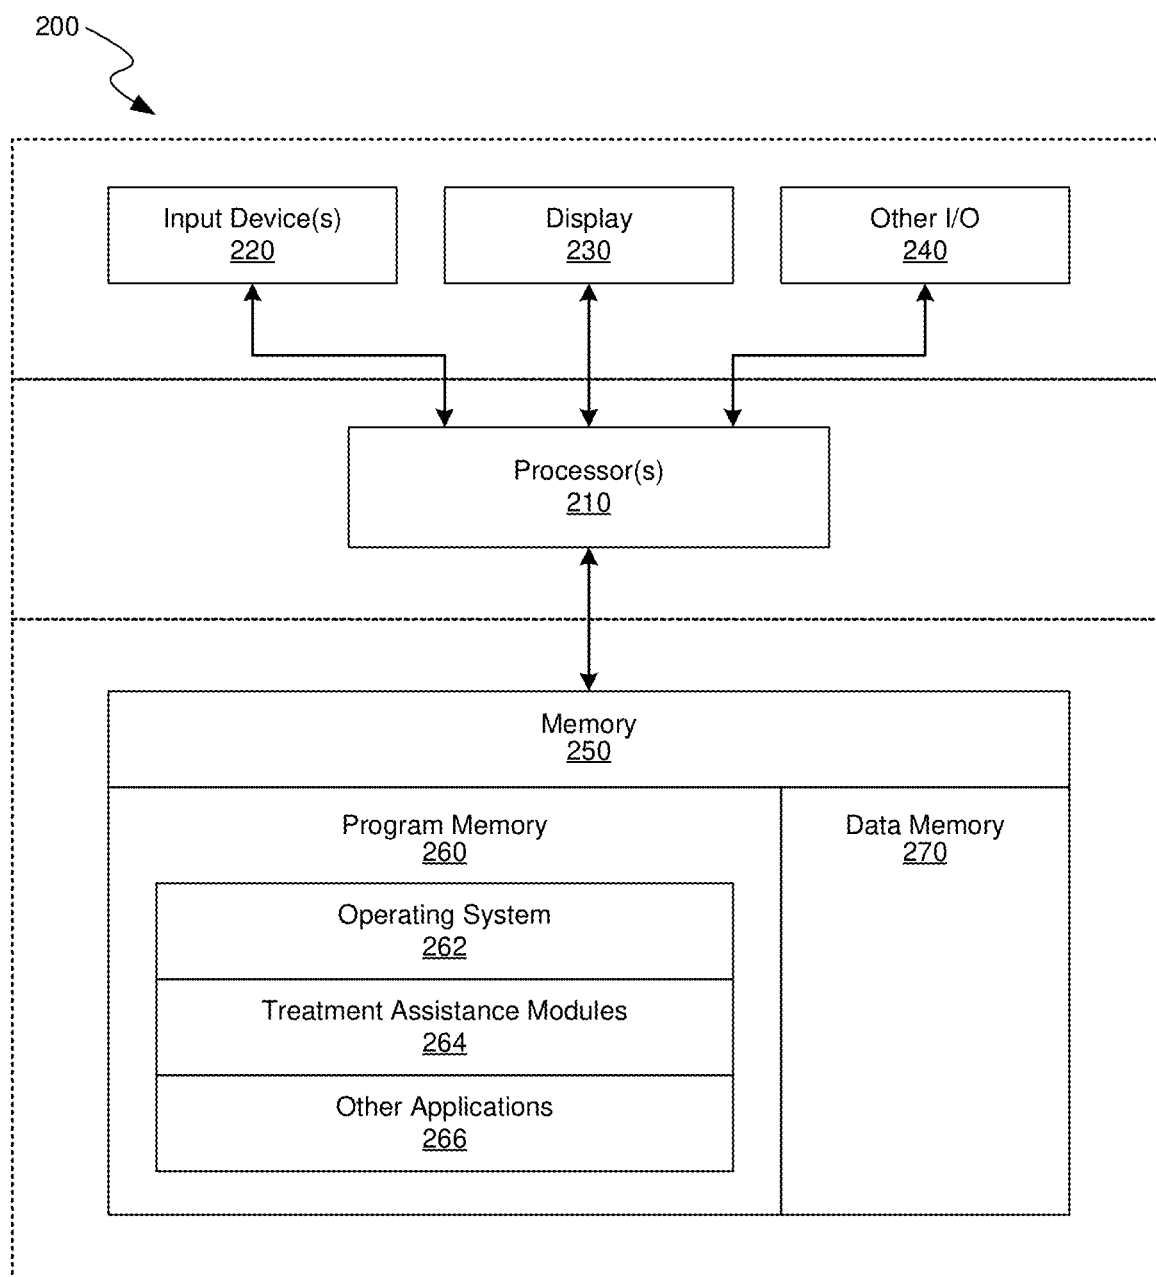 200
Input Device(s)
220
Display
230
Other I/O
240
Processor(s)
210
Memory
250
Program Memory
260
Data Memory
270
Operating System
262
Treatment Assistance Modules
264
Other Applications
266